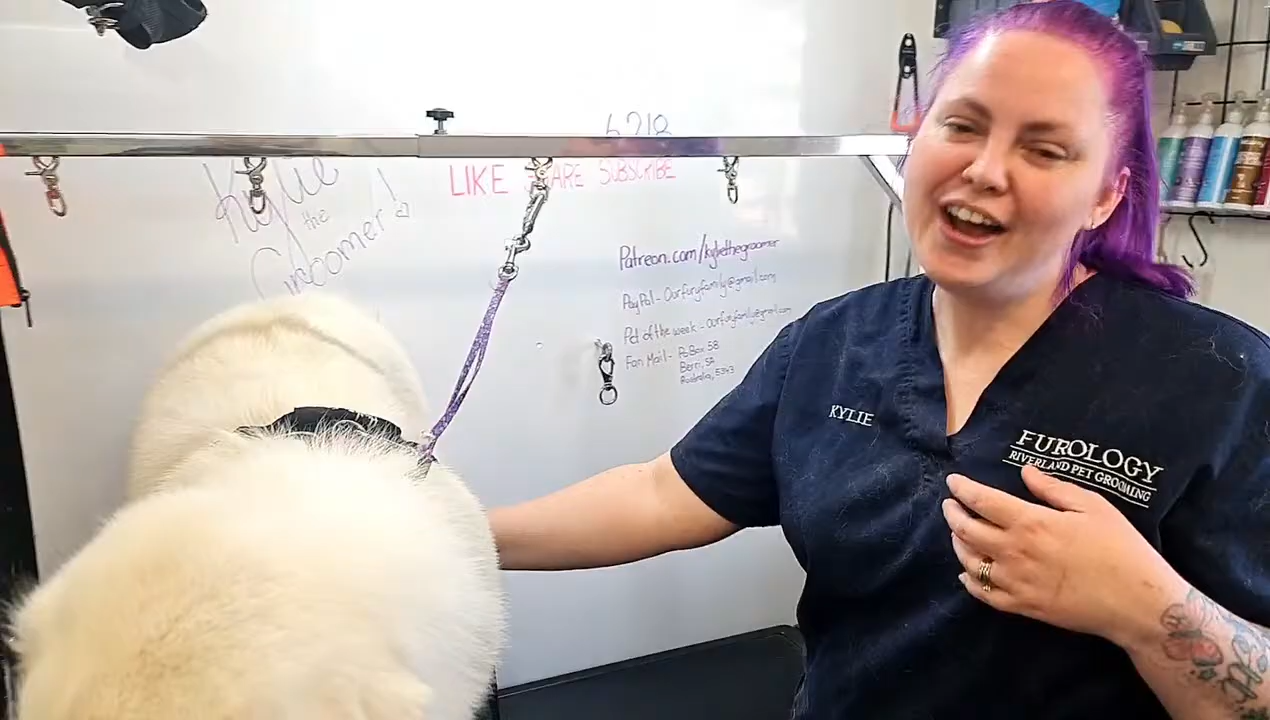 6218
LIKE SHARE SUBSCRIBE
Kylie
the
Groomer!
Patreon.com/kyliethegroomer
PayPal - Ourfuryfamily@gmail.com
Pet of the week - ourfuryfamily@gmail.com
Fan Mail - Po Box 58
Berri, SA
Australia, 5343
KYLIE
FUROLOGY
RIVERLAND PET GROOMING